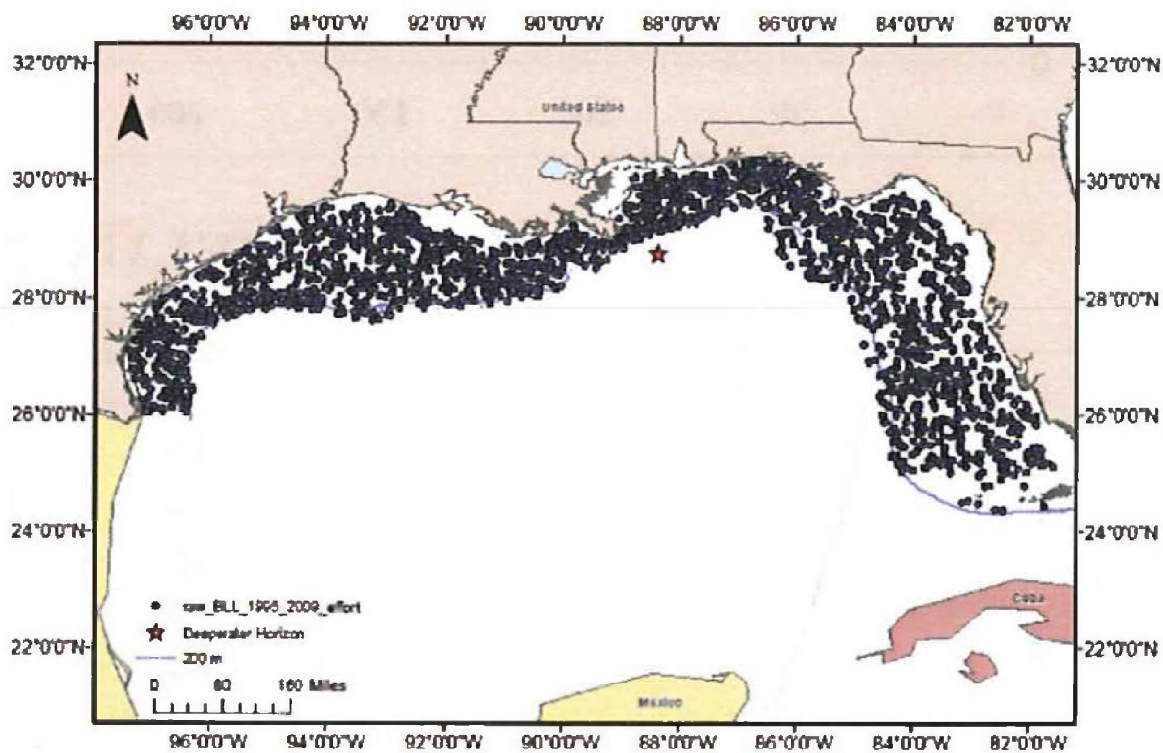 96°0'0"W 94°0'0"W 92°0'0"W 90°0'0"W 88°0'0"W 86°0'0"W 84°0'0"W 82°0'0"W
32°0'0"N 32°0'0"N
N
United States
30°0'0"N 30°0'0"N
28°0'0"N 28°0'0"N
26°0'0"N 26°0'0"N
24°0'0"N 24°0'0"N
Cuba
raw_BLL_1995_2009_effort
Deepwater Horizon
22°0'0"N 22°0'0"N
200 m
0 80 160 Miles
México
96°0'0"W 94°0'0"W 92°0'0"W 90°0'0"W 88°0'0"W 86°0'0"W 84°0'0"W 82°0'0"W